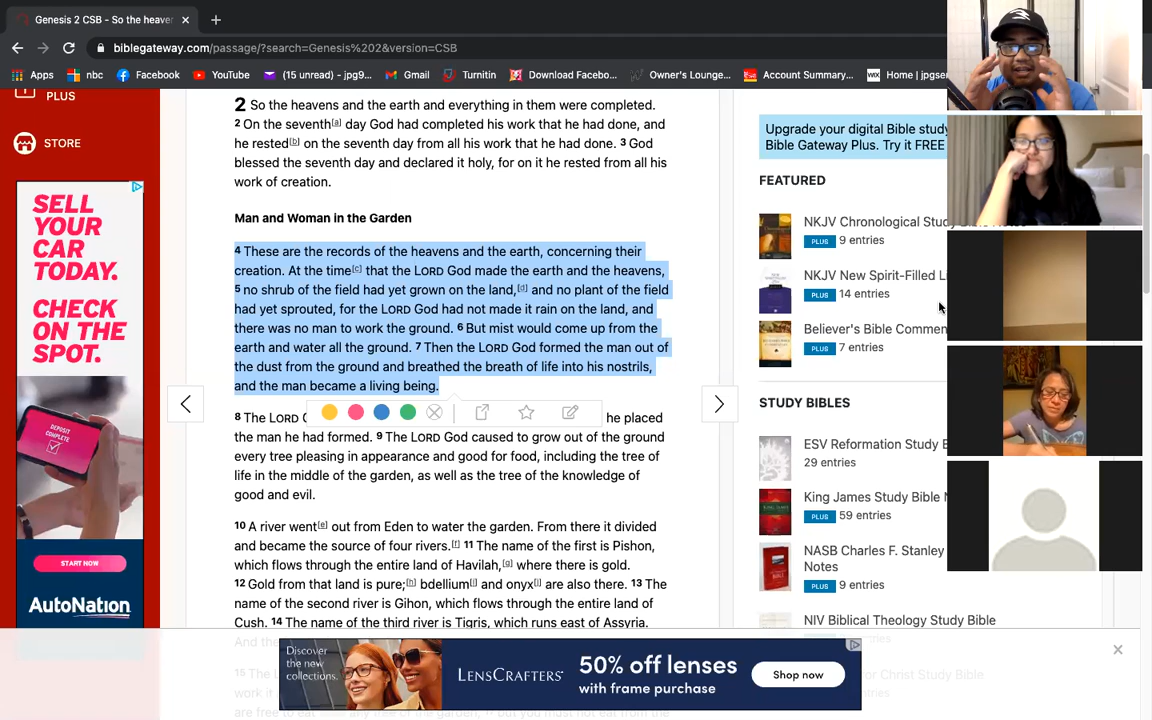 Genesis 2 CSB - So the heaven
biblegateway.com/passage/?search=Genesis%202&version=CSB
Apps
nbc
Facebook
YouTube
(15 unread) - jpg9...
Gmail
Turnitin
Download Facebo...
Owner's Lounge...
Account Summary...
Home | jpgser
PLUS
STORE
SELL
YOUR
CAR
TODAY.
CHECK
ON THE
SPOT.
DEPOSIT
COMPLETE
START NOW
AutoNation
2 So the heavens and the earth and everything in them were completed.
2 On the seventh[a] day God had completed his work that he had done, and
he rested[b] on the seventh day from all his work that he had done. 3 God
blessed the seventh day and declared it holy, for on it he rested from all his
work of creation.
Man and Woman in the Garden
4 These are the records of the heavens and the earth, concerning their
creation. At the time[c] that the LORD God made the earth and the heavens,
5 no shrub of the field had yet grown on the land,[d] and no plant of the field
had yet sprouted, for the LORD God had not made it rain on the land, and
there was no man to work the ground. 6 But mist would come up from the
earth and water all the ground. 7 Then the LORD God formed the man out of
the dust from the ground and breathed the breath of life into his nostrils,
and the man became a living being.
8 The LORD he placed
the man he had formed. 9 The LORD God caused to grow out of the ground
every tree pleasing in appearance and good for food, including the tree of
life in the middle of the garden, as well as the tree of the knowledge of
good and evil.
10 A river went[e] out from Eden to water the garden. From there it divided
and became the source of four rivers.[f] 11 The name of the first is Pishon,
which flows through the entire land of Havilah,[g] where there is gold.
12 Gold from that land is pure;[h] bdellium[i] and onyx[j] are also there. 13 The
name of the second river is Gihon, which flows through the entire land of
Cush. 14 The name of the third river is Tigris, which runs east of Assyria.
Upgrade your digital Bible study
Bible Gateway Plus. Try it FREE
FEATURED
NKJV Chronological Study Bible Notes
PLUS 9 entries
NKJV New Spirit-Filled Li
PLUS 14 entries
Believer's Bible Commen
PLUS 7 entries
STUDY BIBLES
ESV Reformation Study B
29 entries
King James Study Bible N
PLUS 59 entries
NASB Charles F. Stanley
Notes
PLUS 9 entries
NIV Biblical Theology Study Bible
Discover
the new
collections.
LENSCRAFTERS
50% off lenses
with frame purchase
Shop now